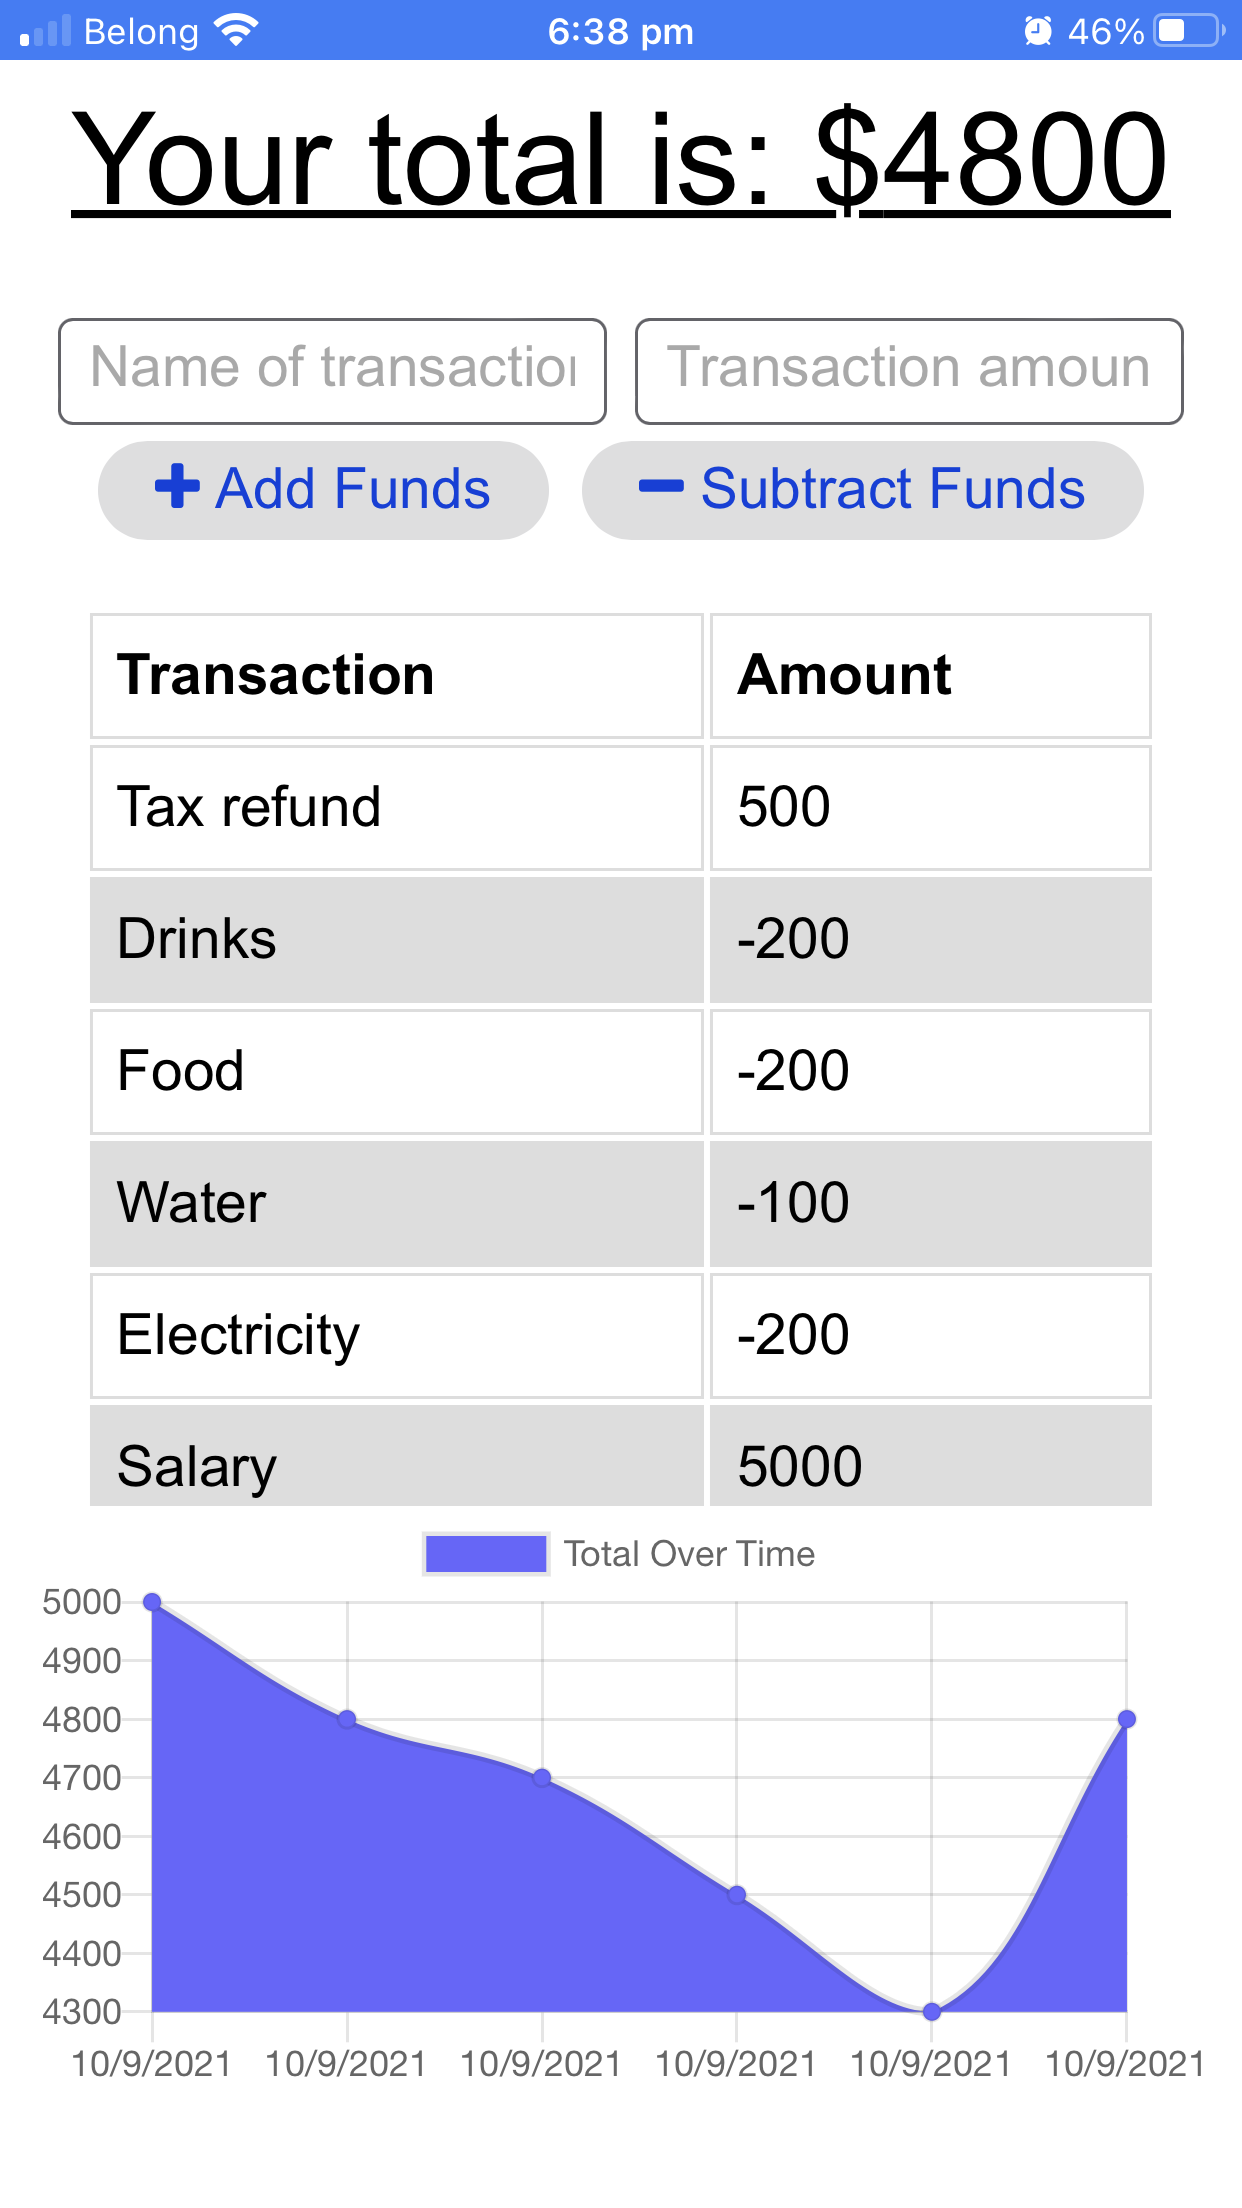 Belong 6:38 pm 46%
Your total is: $4800
Name of transaction Transaction amoun
Add Funds Subtract Funds
Transaction Amount
Tax refund 500
Drinks -200
Food -200
Water -100
Electricity -200
Salary 5000
Total Over Time
5000
4900
4800
4700
4600
4500
4400
4300
10/9/2021 10/9/2021 10/9/2021 10/9/2021 10/9/2021 10/9/2021